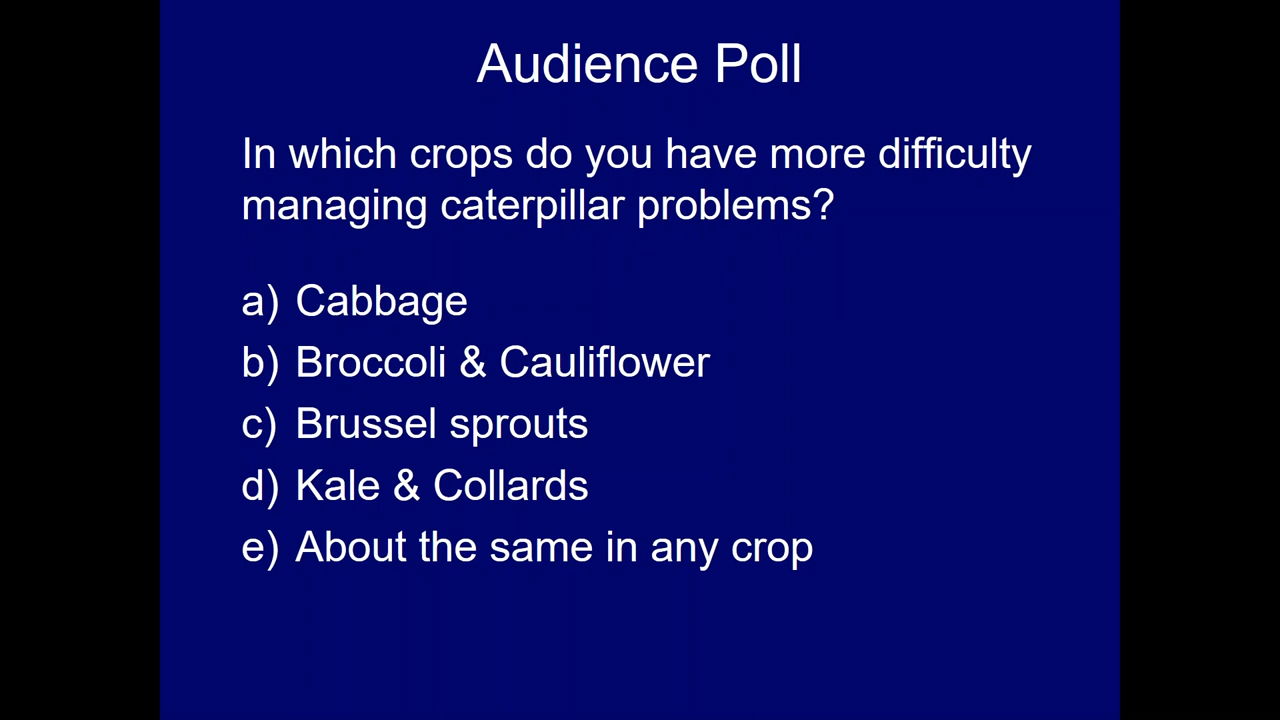 Audience Poll
In which crops do you have more difficulty
managing caterpillar problems?
a) Cabbage
b) Broccoli & Cauliflower
c) Brussel sprouts
d) Kale & Collards
e) About the same in any crop